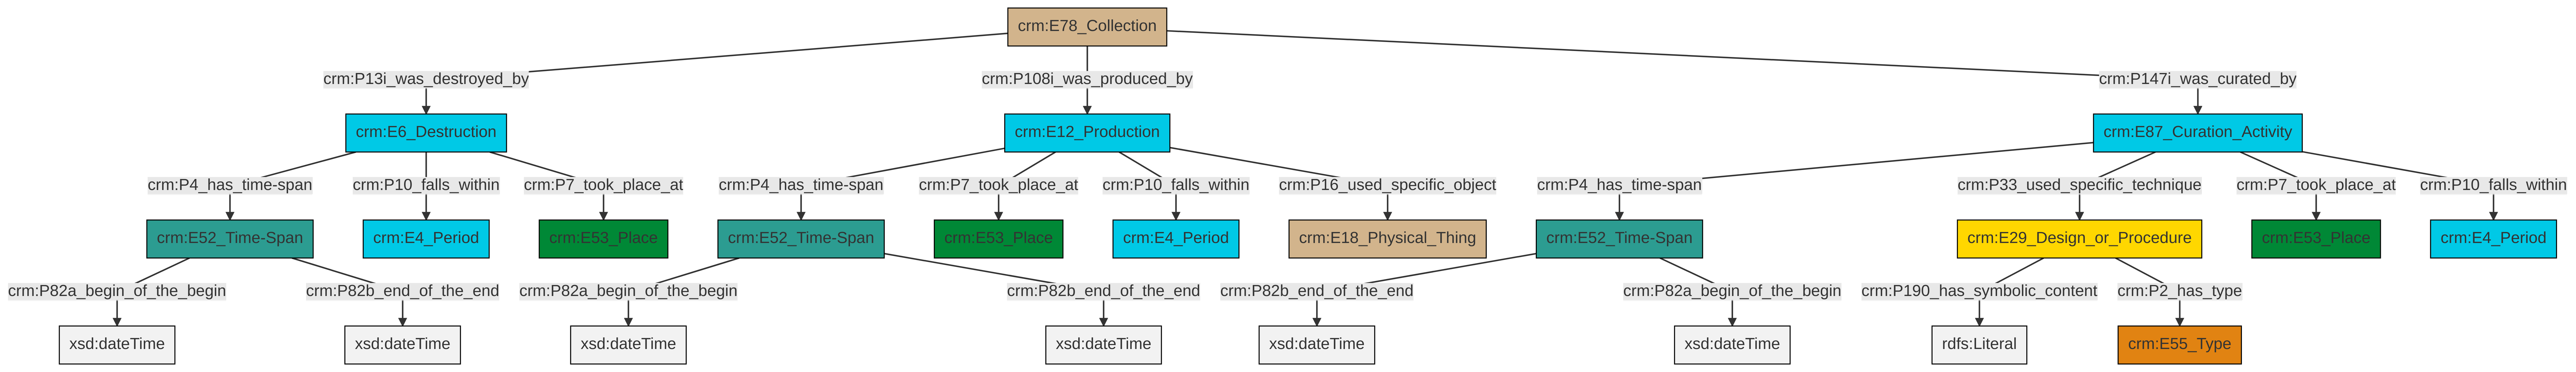 crm:E78_Collection
crm:P13i_was_destroyed_by
crm:P108i_was_produced_by
crm:P147i_was_curated_by
crm:E6_Destruction
crm:E12_Production
crm:E87_Curation_Activity
crm:P4_has_time-span
crm:P10_falls_within
crm:P7_took_place_at
crm:P4_has_time-span
crm:P7_took_place_at
crm:P10_falls_within
crm:P16_used_specific_object
crm:P4_has_time-span
crm:P33_used_specific_technique
crm:P7_took_place_at
crm:P10_falls_within
crm:E52_Time-Span
crm:E4_Period
crm:E53_Place
crm:E52_Time-Span
crm:E53_Place
crm:E4_Period
crm:E18_Physical_Thing
crm:E52_Time-Span
crm:E29_Design_or_Procedure
crm:E53_Place
crm:E4_Period
crm:P82a_begin_of_the_begin
crm:P82b_end_of_the_end
crm:P82a_begin_of_the_begin
crm:P82b_end_of_the_end
crm:P82b_end_of_the_end
crm:P82a_begin_of_the_begin
crm:P190_has_symbolic_content
crm:P2_has_type
xsd:dateTime
xsd:dateTime
xsd:dateTime
xsd:dateTime
xsd:dateTime
xsd:dateTime
rdfs:Literal
crm:E55_Type